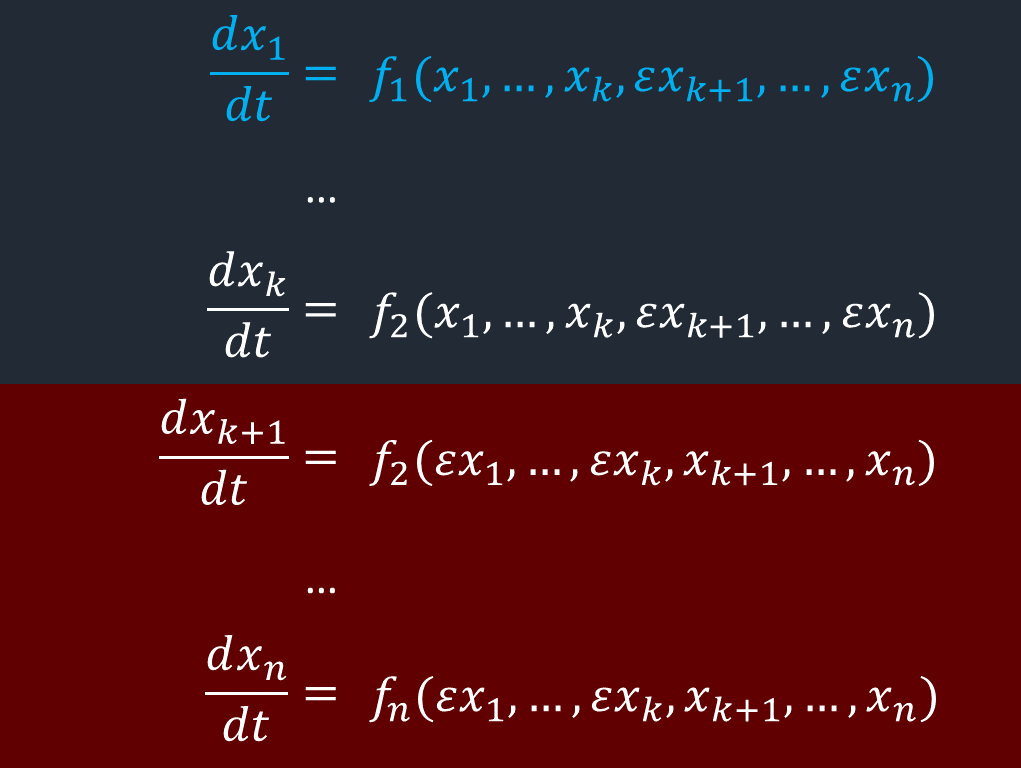 dx₁/dt = f₁(x₁, … , xₖ, εxₖ₊₁, … , εxₙ)
…
dxₖ/dt = f₂(x₁, … , xₖ, εxₖ₊₁, … , εxₙ)
dxₖ₊₁/dt = f₂(εx₁, … , εxₖ, xₖ₊₁, … , xₙ)
…
dxₙ/dt = fₙ(εx₁, … , εxₖ, xₖ₊₁, … , xₙ)